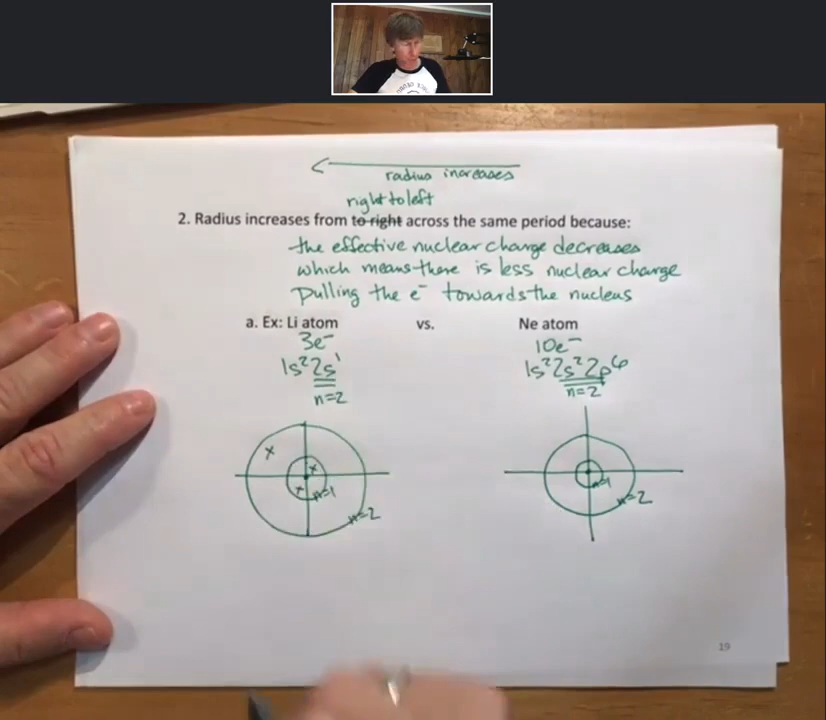 radius increases
right to left
2. Radius increases from to right across the same period because:
the effective nuclear charge decreases
which means there is less nuclear charge
pulling the e⁻ towards the nucleus
a. Ex: Li atom vs. Ne atom
3e⁻ 10e⁻
1s²2s¹ 1s²2s²2p⁶
n=2 n=2
x
x
x n=1 n=1
n=2 n=2
19